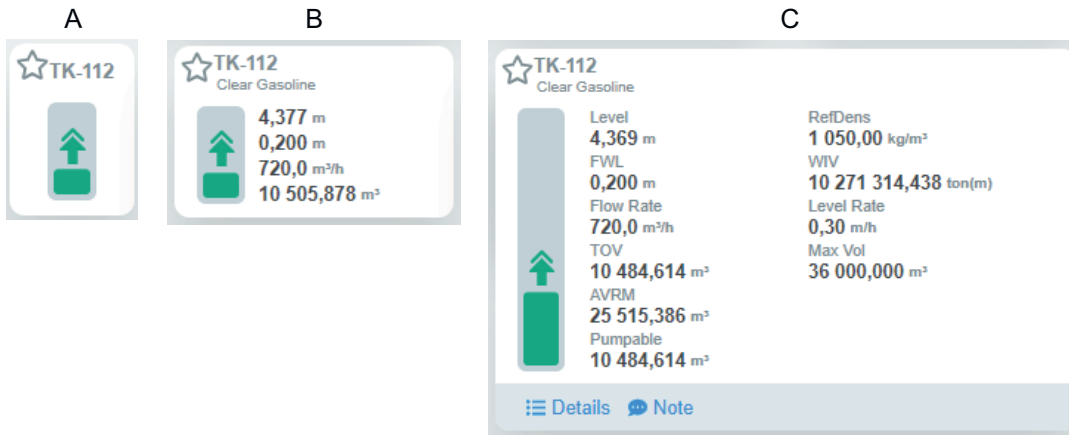 A
B
C
TK-112
TK-112
Clear Gasoline
4,377 m
0,200 m
720,0 m³/h
10 505,878 m³
TK-112
Clear Gasoline
Level
4,369 m
FWL
0,200 m
Flow Rate
720,0 m³/h
TOV
10 484,614 m³
AVRM
25 515,386 m³
Pumpable
10 484,614 m³
RefDens
1 050,00 kg/m³
WIV
10 271 314,438 ton(m)
Level Rate
0,30 m/h
Max Vol
36 000,000 m³
Details Note